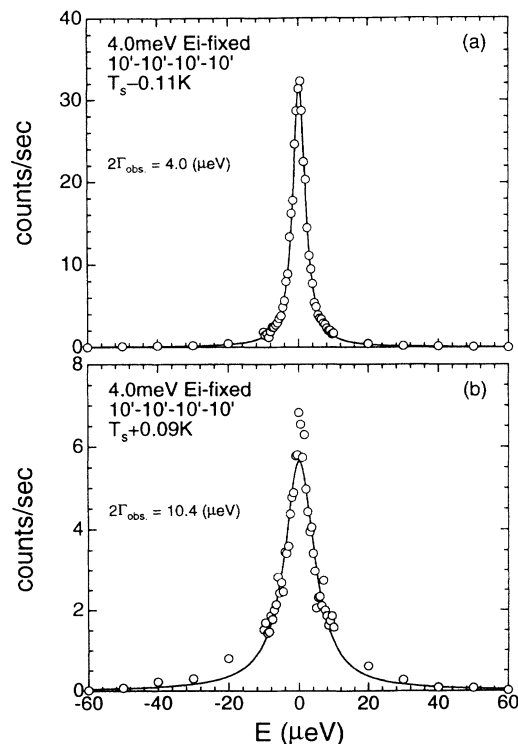 (a)
4.0meV Ei-fixed
10'-10'-10'-10'
Tₛ−0.11K
2Γobs. = 4.0 (μeV)
counts/sec
40
30
20
10
0
(b)
4.0meV Ei-fixed
10'-10'-10'-10'
Tₛ+0.09K
2Γobs. = 10.4 (μeV)
counts/sec
8
6
4
2
0
-60 -40 -20 0 20 40 60
E (μeV)